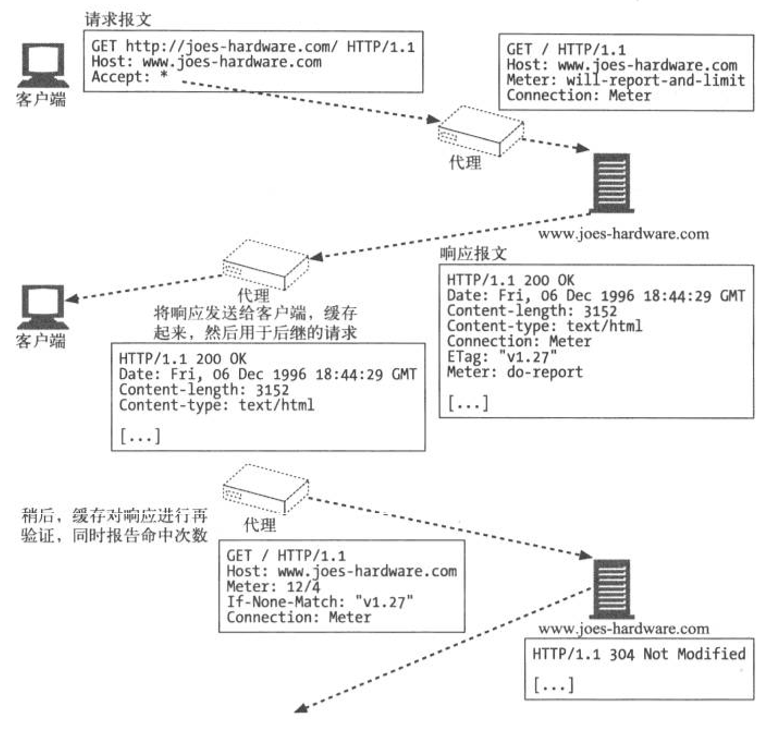 请求报文
GET http://joes-hardware.com/ HTTP/1.1
Host: www.joes-hardware.com
Accept: *
客户端
GET / HTTP/1.1
Host: www.joes-hardware.com
Meter: will-report-and-limit
Connection: Meter
代理
www.joes-hardware.com
响应报文
HTTP/1.1 200 OK
Date: Fri, 06 Dec 1996 18:44:29 GMT
Content-length: 3152
Content-type: text/html
Connection: Meter
ETag: "v1.27"
Meter: do-report
[...]
代理
将响应发送给客户端，缓存
起来，然后用于后继的请求
客户端
HTTP/1.1 200 OK
Date: Fri, 06 Dec 1996 18:44:29 GMT
Content-length: 3152
Content-type: text/html
[...]
代理
稍后，缓存对响应进行再
验证，同时报告命中次数
GET / HTTP/1.1
Host: www.joes-hardware.com
Meter: 12/4
If-None-Match: "v1.27"
Connection: Meter
www.joes-hardware.com
HTTP/1.1 304 Not Modified
[...]